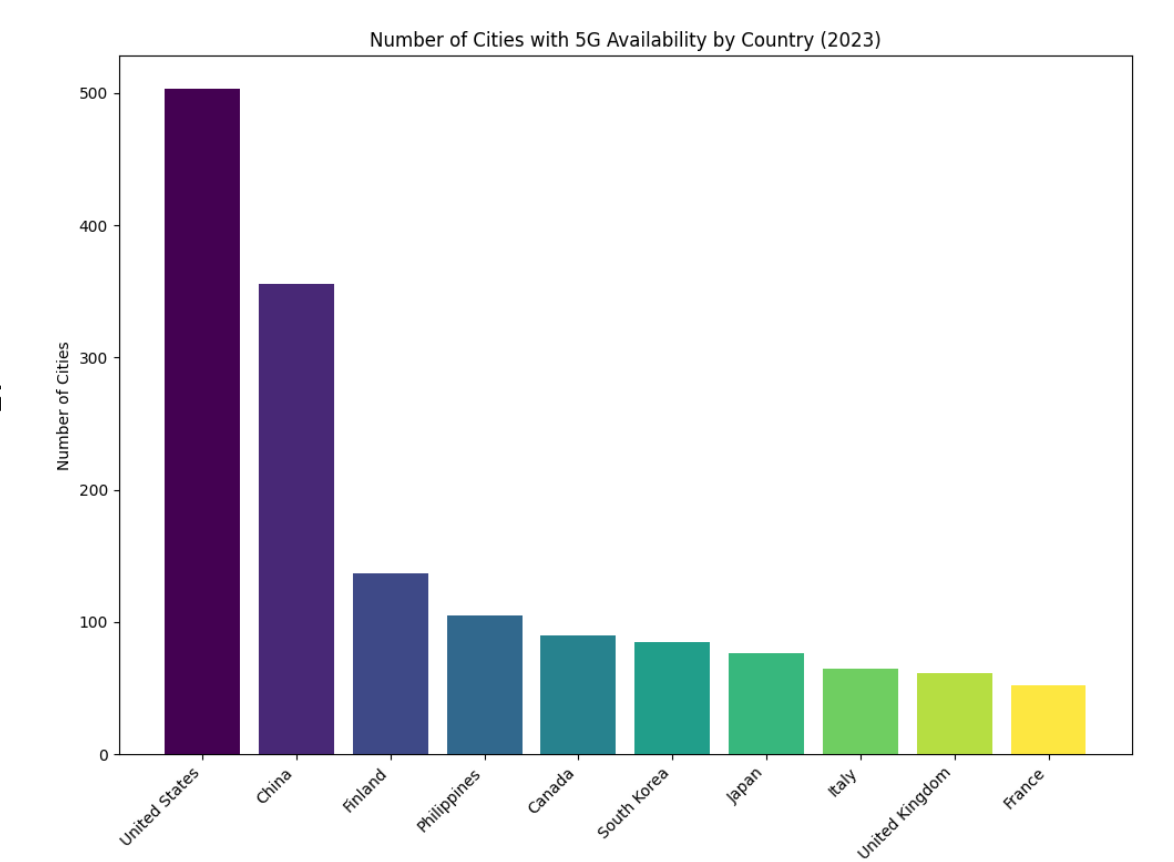 Number of Cities with 5G Availability by Country (2023)
500
400
300
200
100
0
Number of Cities
United States
China
Finland
Philippines
Canada
South Korea
Japan
Italy
United Kingdom
France